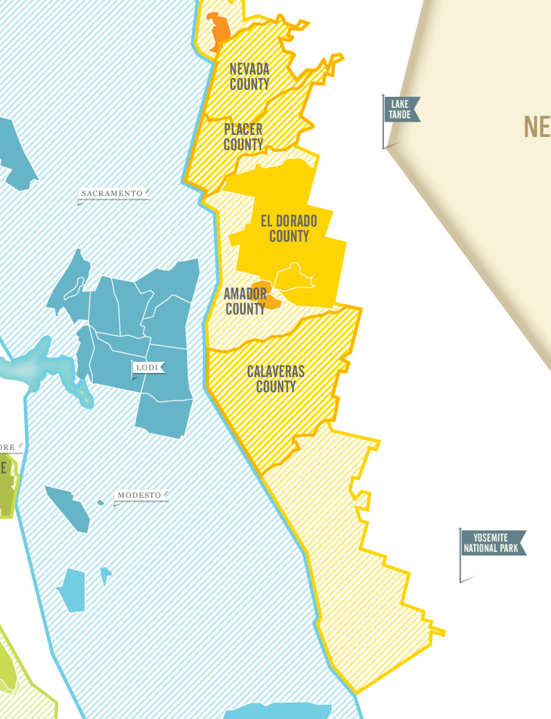 NEVADA
COUNTY
LAKE
TAHOE
NE
PLACER
COUNTY
SACRAMENTO
EL DORADO
COUNTY
AMADOR
COUNTY
LODI
CALAVERAS
COUNTY
ORE
E
MODESTO
YOSEMITE
NATIONAL PARK